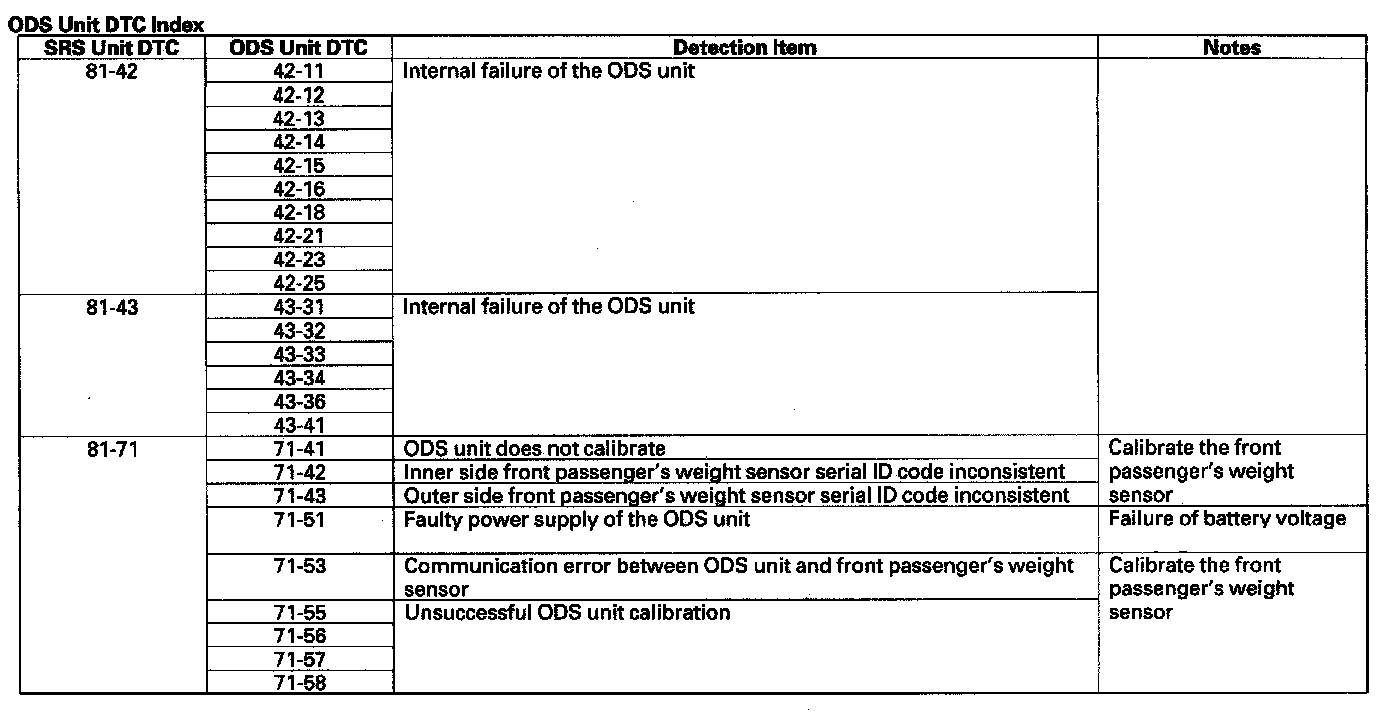 ODS Unit DTC Index
SRS Unit DTC ODS Unit DTC Detection Item Notes
81-42 42-11 Internal failure of the ODS unit
42-12
42-13
42-14
42-15
42-16
42-18
42-21
42-23
42-25
81-43 43-31 Internal failure of the ODS unit
43-32
43-33
43-34
43-36
43-41
81-71 71-41 ODS unit does not calibrate Calibrate the front
71-42 Inner side front passenger's weight sensor serial ID code inconsistent passenger's weight
71-43 Outer side front passenger's weight sensor serial ID code inconsistent sensor
71-51 Faulty power supply of the ODS unit Failure of battery voltage
71-53 Communication error between ODS unit and front passenger's weight Calibrate the front
sensor passenger's weight
71-55 Unsuccessful ODS unit calibration sensor
71-56
71-57
71-58